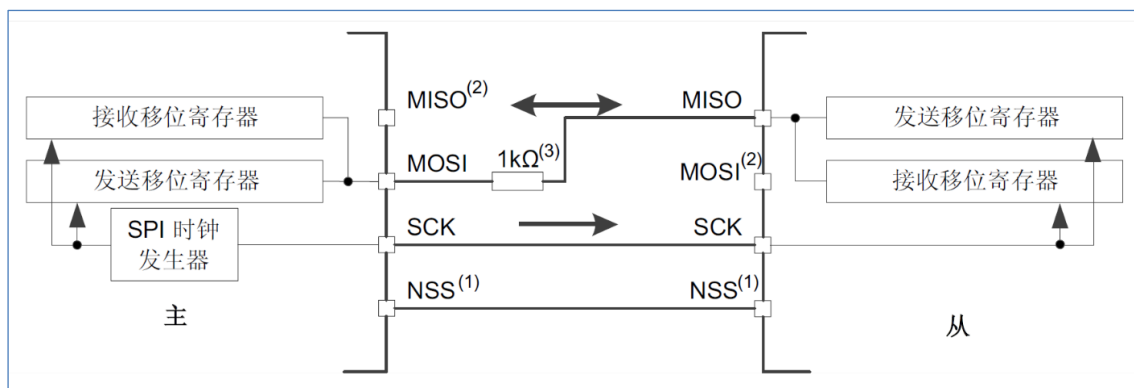 接收移位寄存器
发送移位寄存器
SPI 时钟
发生器
主
MISO(2)
MOSI
1kΩ(3)
SCK
NSS(1)
MISO
MOSI(2)
SCK
NSS(1)
发送移位寄存器
接收移位寄存器
从